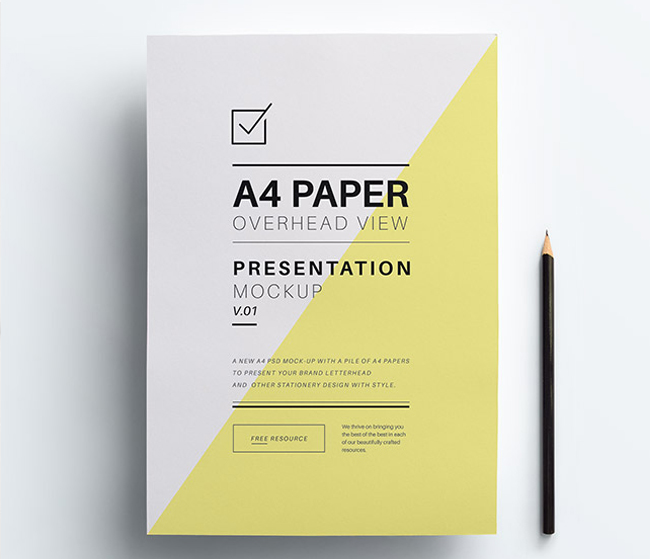 A4 PAPER
OVERHEAD VIEW
PRESENTATION
MOCKUP
V.01
A NEW A4 PSD MOCK-UP WITH A PILE OF A4 PAPERS
TO PRESENT YOUR BRAND LETTERHEAD
AND OTHER STATIONERY DESIGN WITH STYLE.
FREE RESOURCE
We thrive on bringing you
the best of the best in each
of our beautifully crafted
resources.